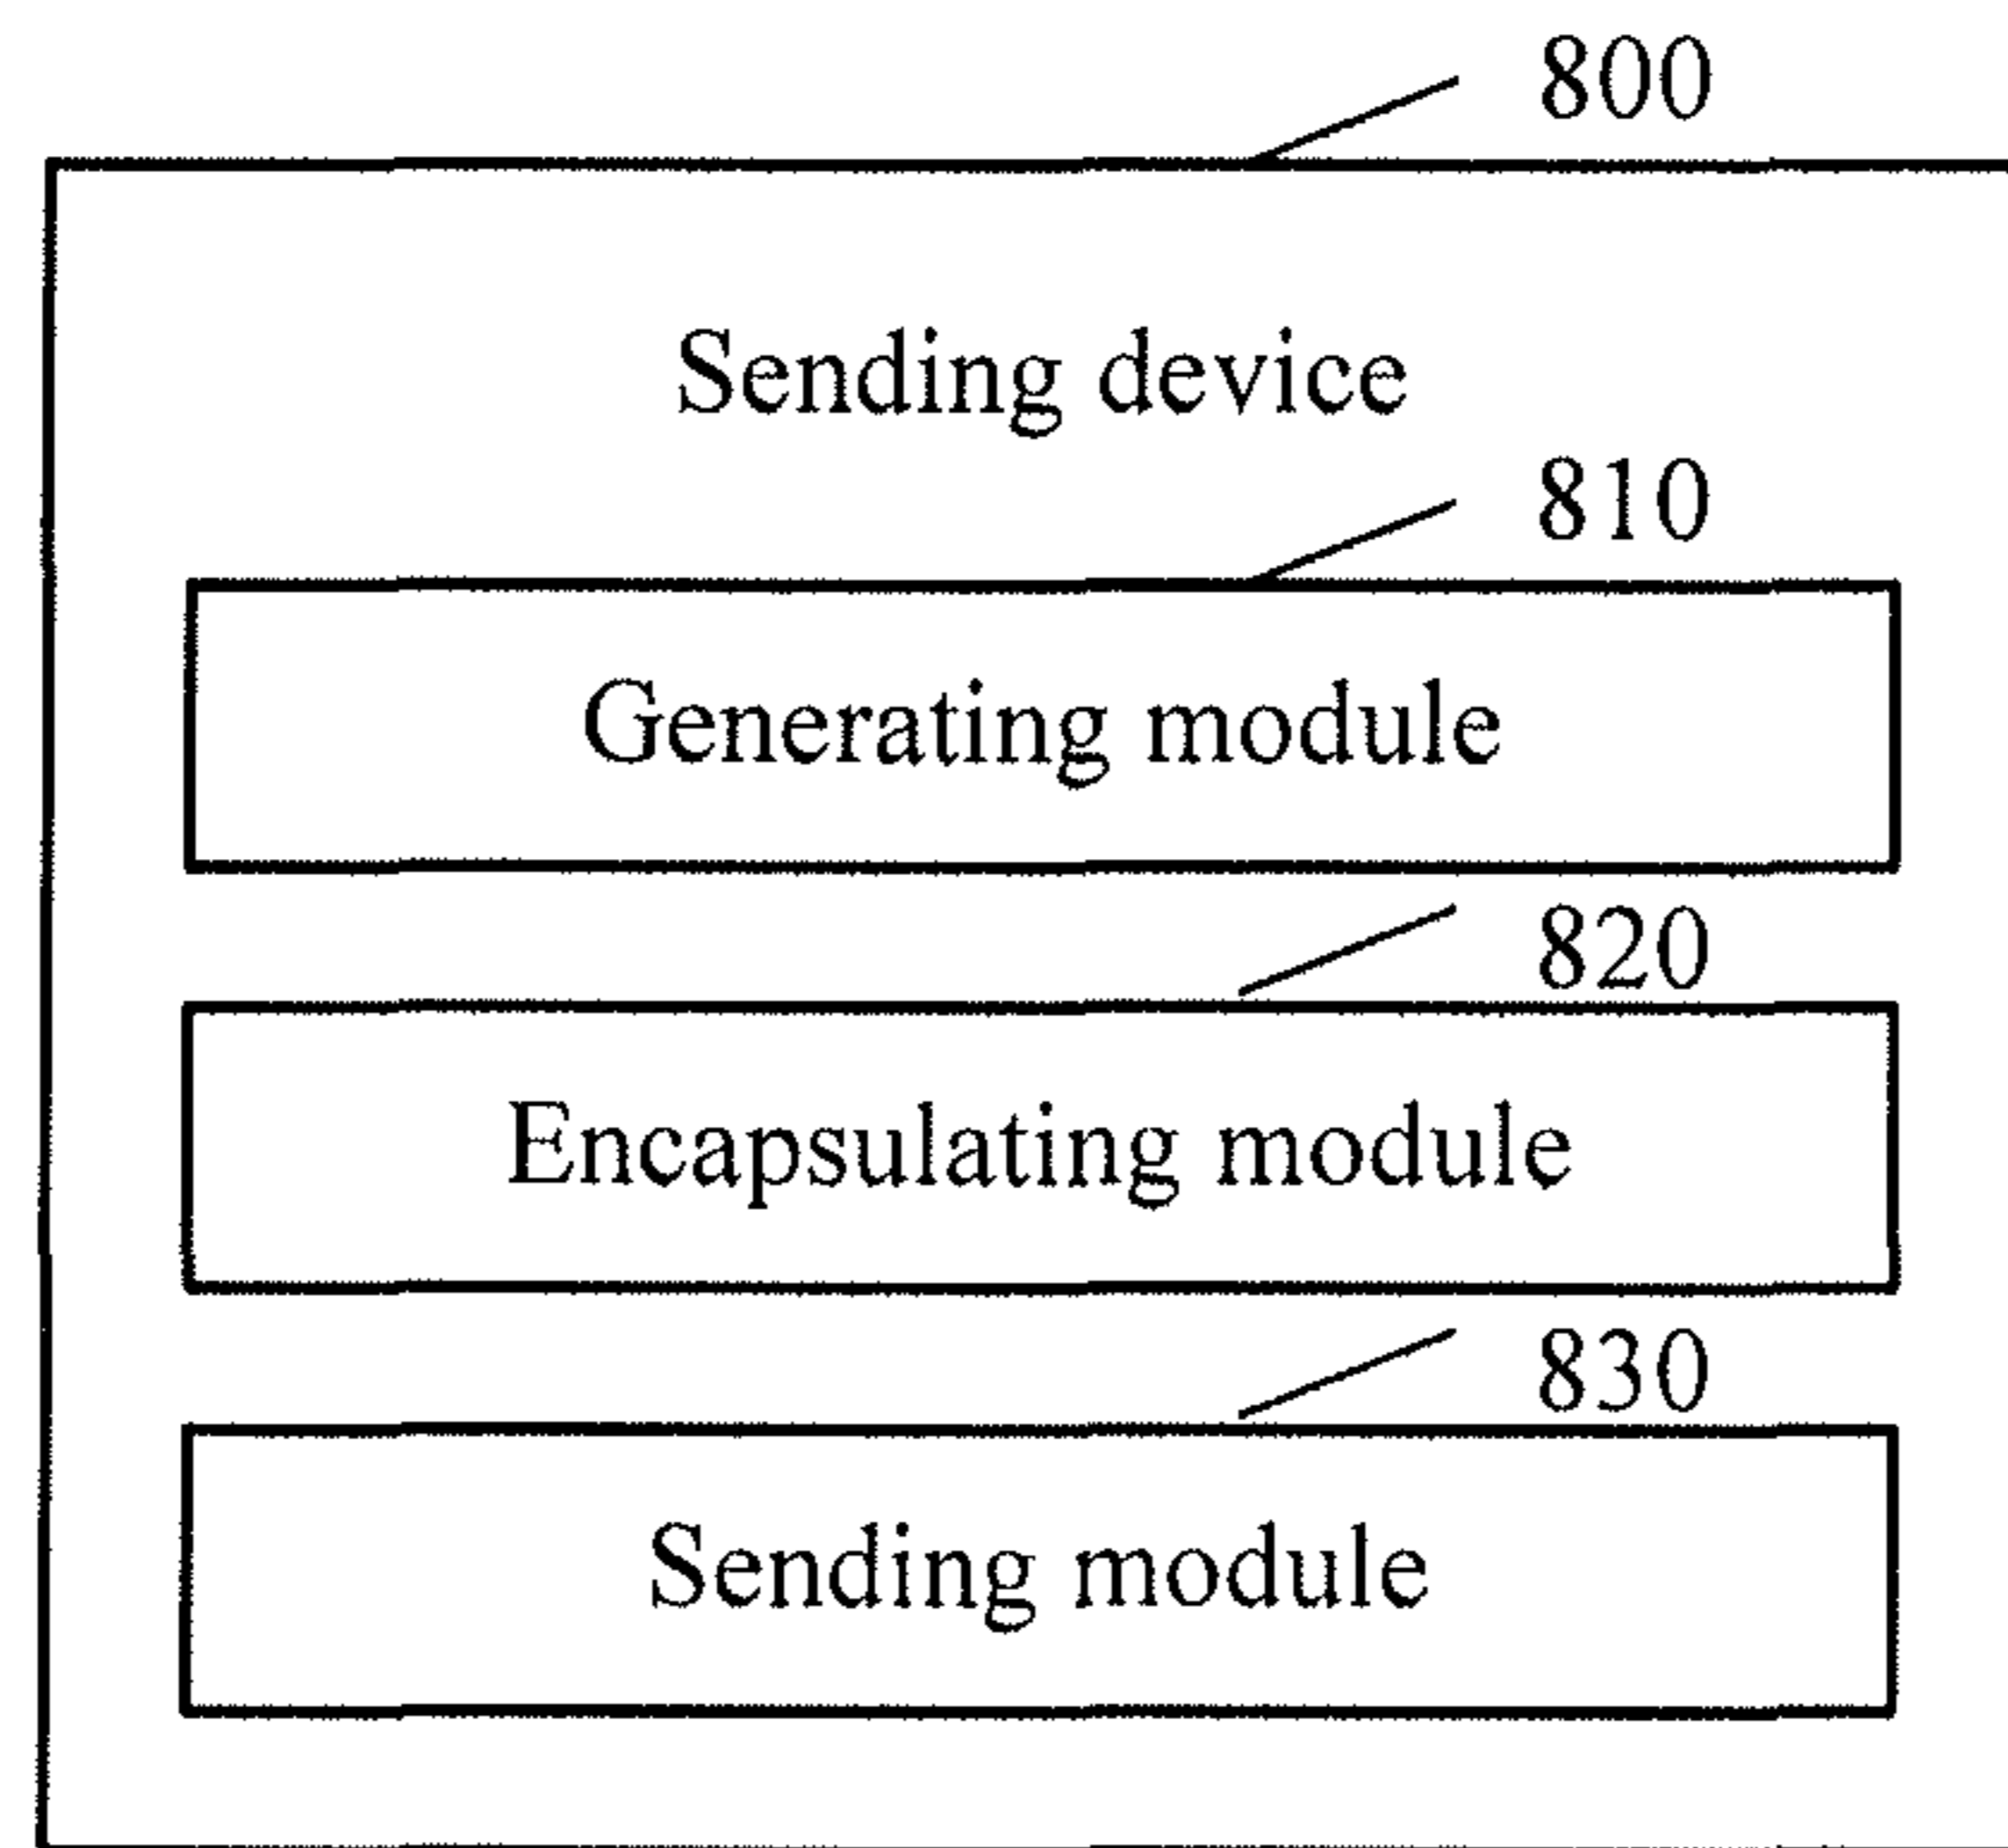 800
Sending device
810
Generating module
820
Encapsulating module
830
Sending module